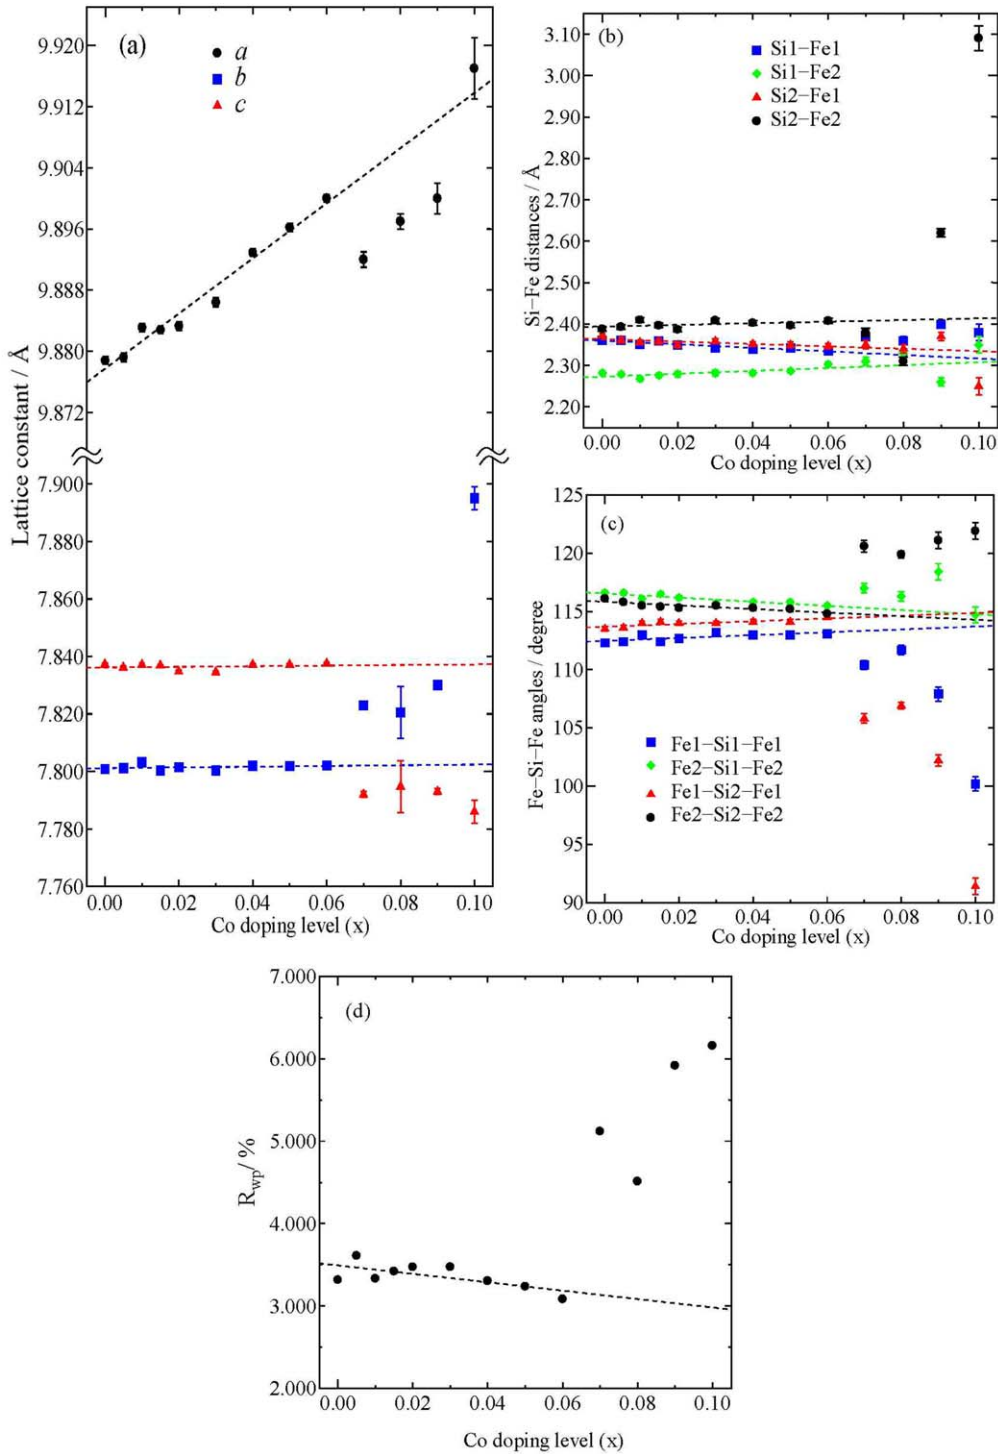 (a)
a
b
c
Lattice constant / Å
9.920
9.912
9.904
9.896
9.888
9.880
9.872
7.900
7.880
7.860
7.840
7.820
7.800
7.780
7.760
0.00 0.02 0.04 0.06 0.08 0.10
Co doping level (x)
(b)
Si1−Fe1
Si1−Fe2
Si2−Fe1
Si2−Fe2
Si−Fe distances / Å
3.10
3.00
2.90
2.80
2.70
2.60
2.50
2.40
2.30
2.20
0.00 0.02 0.04 0.06 0.08 0.10
Co doping level (x)
(c)
Fe−Si−Fe angles / degree
125
120
115
110
105
100
95
90
Fe1−Si1−Fe1
Fe2−Si1−Fe2
Fe1−Si2−Fe1
Fe2−Si2−Fe2
0.00 0.02 0.04 0.06 0.08 0.10
Co doping level (x)
(d)
Rwp/ %
7.000
6.000
5.000
4.000
3.000
2.000
0.00 0.02 0.04 0.06 0.08 0.10
Co doping level (x)